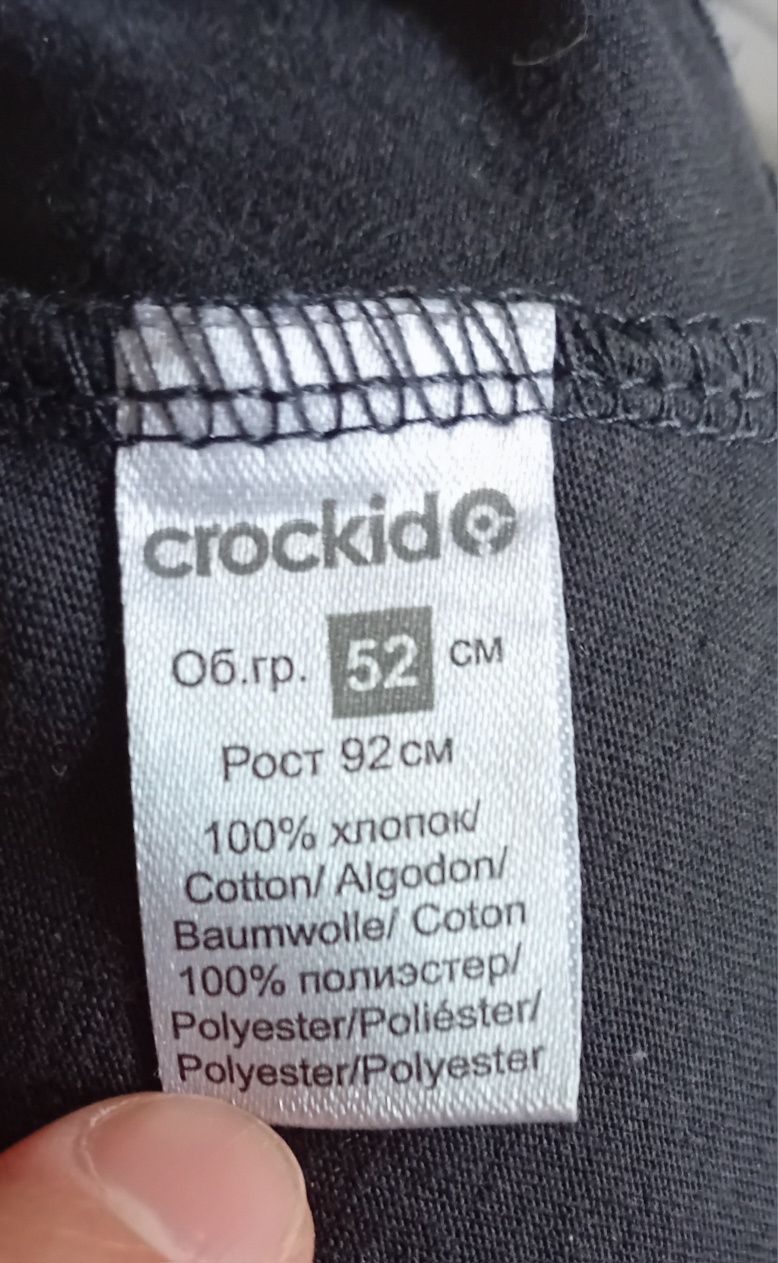 crockid
Об.гр. 52 см
Рост 92 см
100% хлопок/
Cotton/ Algodon/
Baumwolle/ Coton
100% полиэстер/
Polyester/Poliéster/
Polyester/Polyester